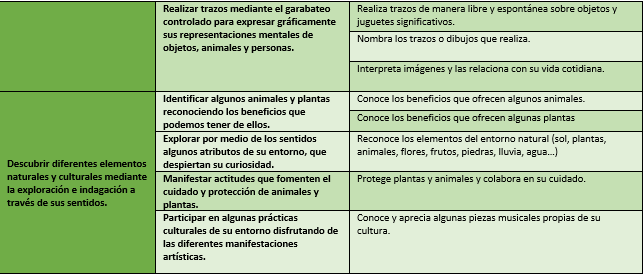 Realizar trazos mediante el garabateo
controlado para expresar gráficamente
sus representaciones mentales de
objetos, animales y personas.
Realiza trazos de manera libre y espontánea sobre objetos y
juguetes significativos.
Nombra los trazos o dibujos que realiza.
Interpreta imágenes y las relaciona con su vida cotidiana.
Descubrir diferentes elementos
naturales y culturales mediante
la exploración e indagación a
través de sus sentidos.
Identificar algunos animales y plantas
reconociendo los beneficios que
podemos tener de ellos.
Conoce los beneficios que ofrecen algunos animales.
Conoce los beneficios que ofrecen algunas plantas
Explorar por medio de los sentidos
algunos atributos de su entorno, que
despiertan su curiosidad.
Reconoce los elementos del entorno natural (sol, plantas,
animales, flores, frutos, piedras, lluvia, agua…)
Manifestar actitudes que fomenten el
cuidado y protección de animales y
plantas.
Protege plantas y animales y colabora en su cuidado.
Participar en algunas prácticas
culturales de su entorno disfrutando de
las diferentes manifestaciones
artísticas.
Conoce y aprecia algunas piezas musicales propias de su
cultura.